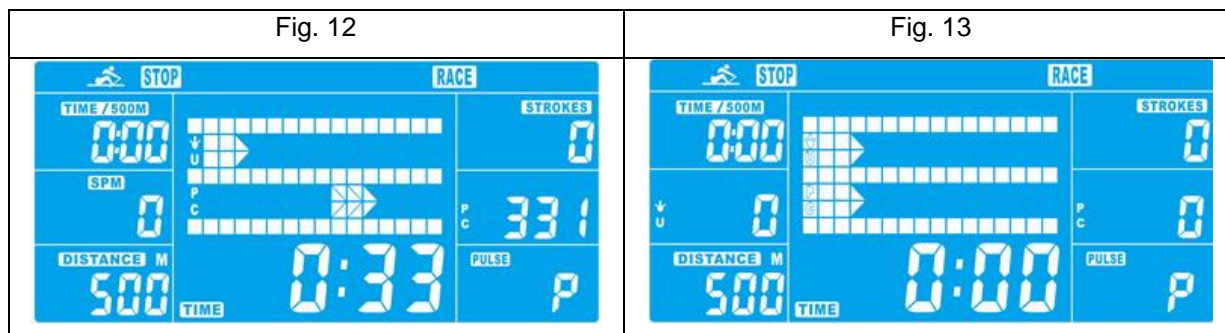 Fig. 12
Fig. 13
STOP RACE
TIME/500M
0:00
STROKES
0
U
SPM
0
P
C
P
C 331
DISTANCE M
500
TIME 0:33
PULSE
P
STOP RACE
TIME/500M
0:00
STROKES
0
U 0
P
C 0
DISTANCE M
500
TIME 0:00
PULSE
P